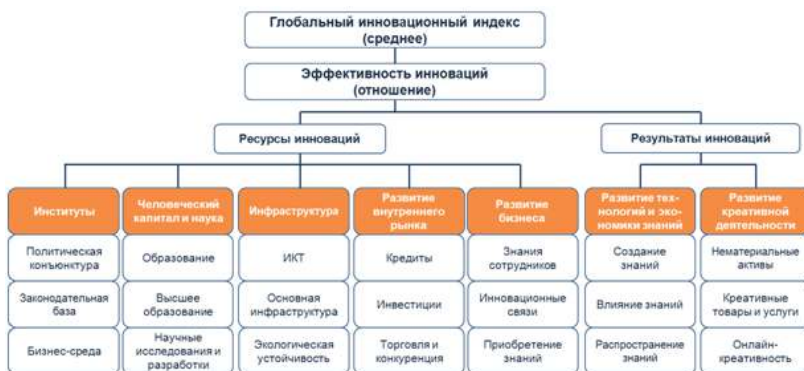 Глобальный инновационный индекс
(среднее)
Эффективность инноваций
(отношение)
Ресурсы инноваций
Результаты инноваций
Институты
Человеческий
капитал и наука
Инфраструктура
Развитие
внутреннего
рынка
Развитие
бизнеса
Развитие тех-
нологий и эко-
номики знаний
Развитие
креативной
деятельности
Политическая
конъюнктура
Образование
ИКТ
Кредиты
Знания
сотрудников
Создание
знаний
Нематериальные
активы
Законодательная
база
Высшее
образование
Основная
инфраструктура
Инвестиции
Инновационные
связи
Влияние знаний
Креативные
товары и услуги
Бизнес-среда
Научные
исследования и
разработки
Экологическая
устойчивость
Торговля и
конкуренция
Приобретение
знаний
Распространение
знаний
Онлайн-
креативность